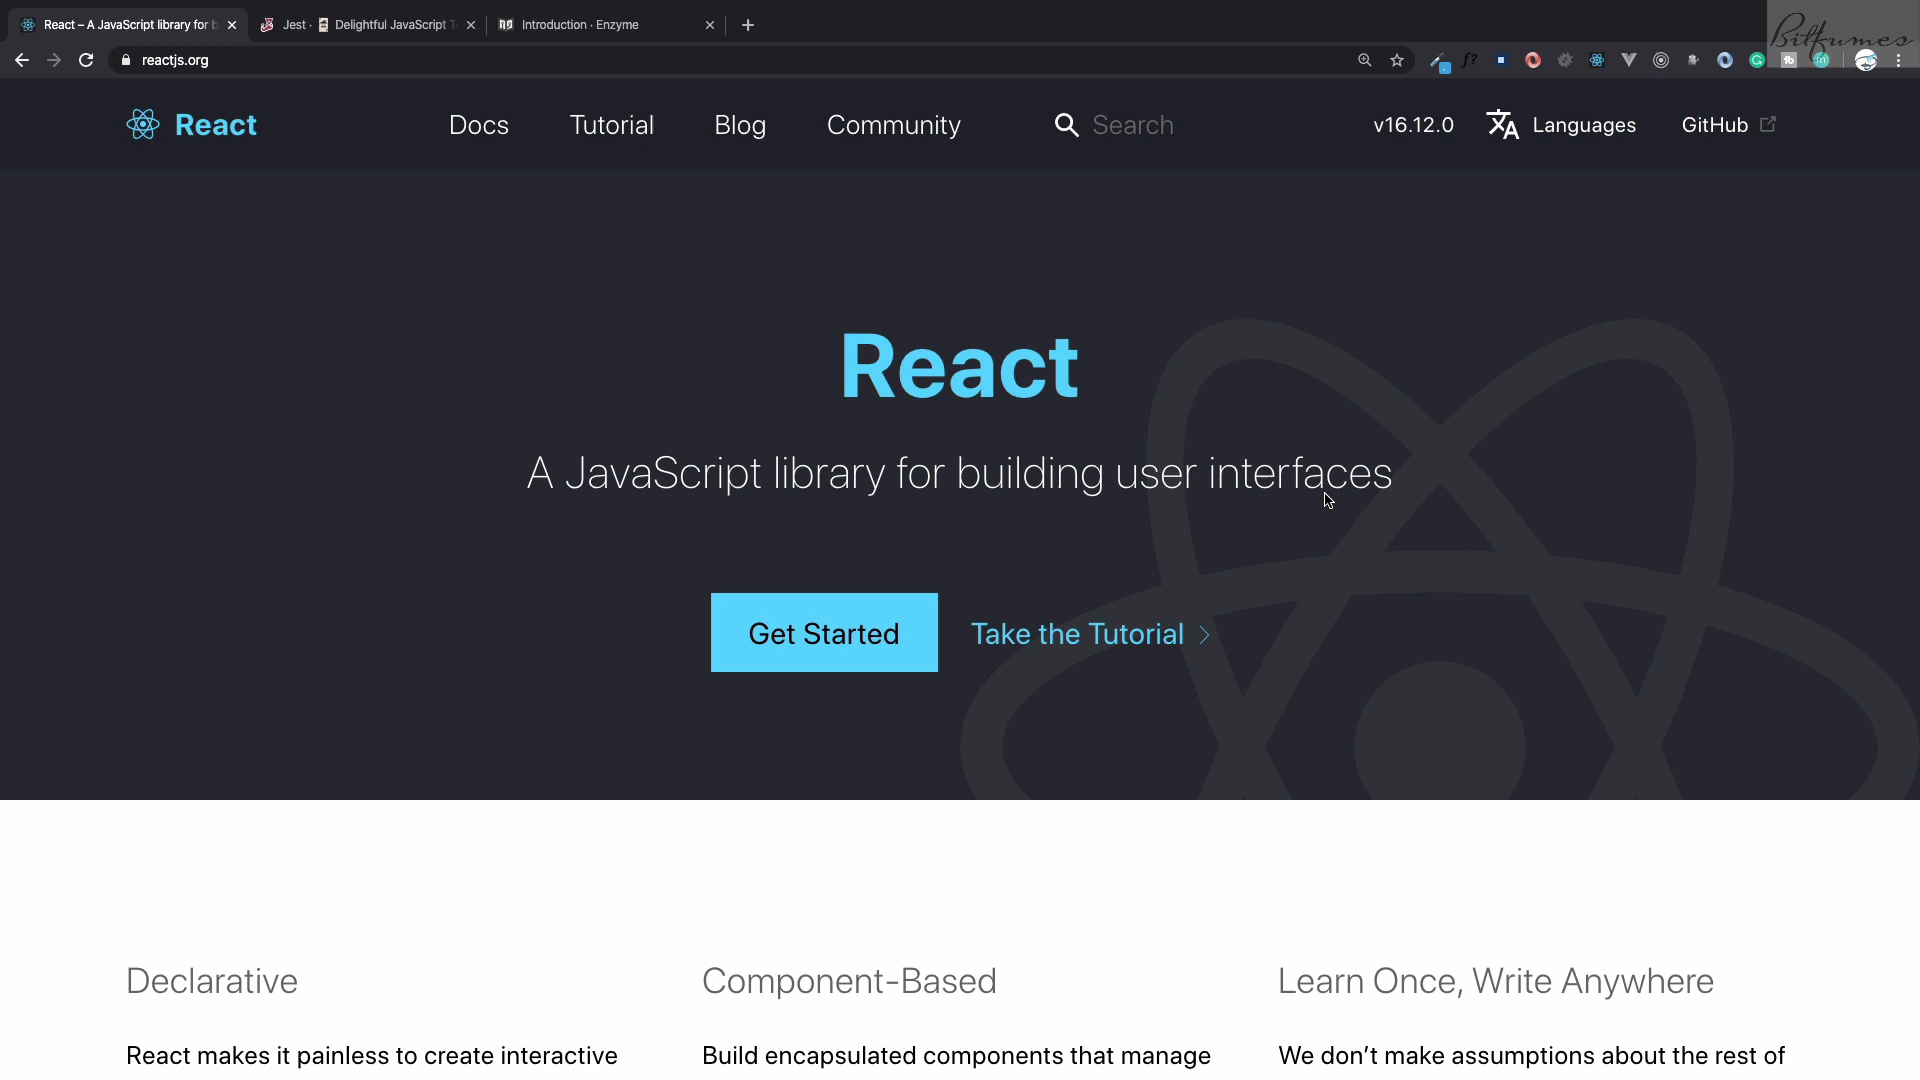 React – A JavaScript library for b
Jest · Delightful JavaScript T
Introduction · Enzyme
Bitfumes
reactjs.org
React
Docs
Tutorial
Blog
Community
Search
v16.12.0
Languages
GitHub
React
A JavaScript library for building user interfaces
Get Started
Take the Tutorial
Declarative
Component-Based
Learn Once, Write Anywhere
React makes it painless to create interactive
Build encapsulated components that manage
We don't make assumptions about the rest of